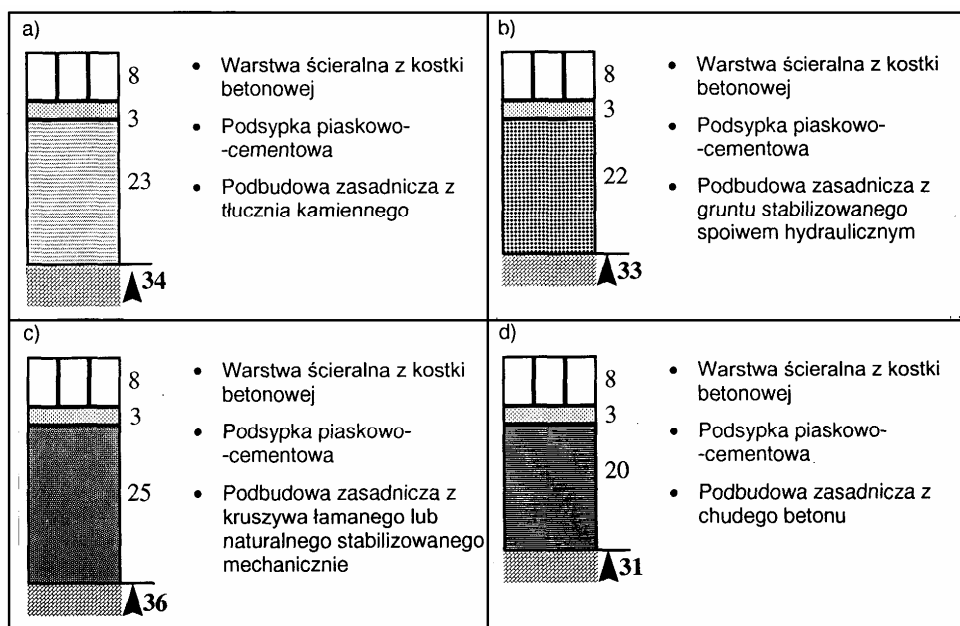 a)
8
3
23
34
• Warstwa ścieralna z kostki
betonowej
• Podsypka piaskowo-
-cementowa
• Podbudowa zasadnicza z
tłucznia kamiennego
b)
8
3
22
33
• Warstwa ścieralna z kostki
betonowej
• Podsypka piaskowo-
-cementowa
• Podbudowa zasadnicza z
gruntu stabilizowanego
spoiwem hydraulicznym
c)
8
3
25
36
• Warstwa ścieralna z kostki
betonowej
• Podsypka piaskowo-
-cementowa
• Podbudowa zasadnicza z
kruszywa łamanego lub
naturalnego stabilizowanego
mechanicznie
d)
8
3
20
31
• Warstwa ścieralna z kostki
betonowej
• Podsypka piaskowo-
-cementowa
• Podbudowa zasadnicza z
chudego betonu